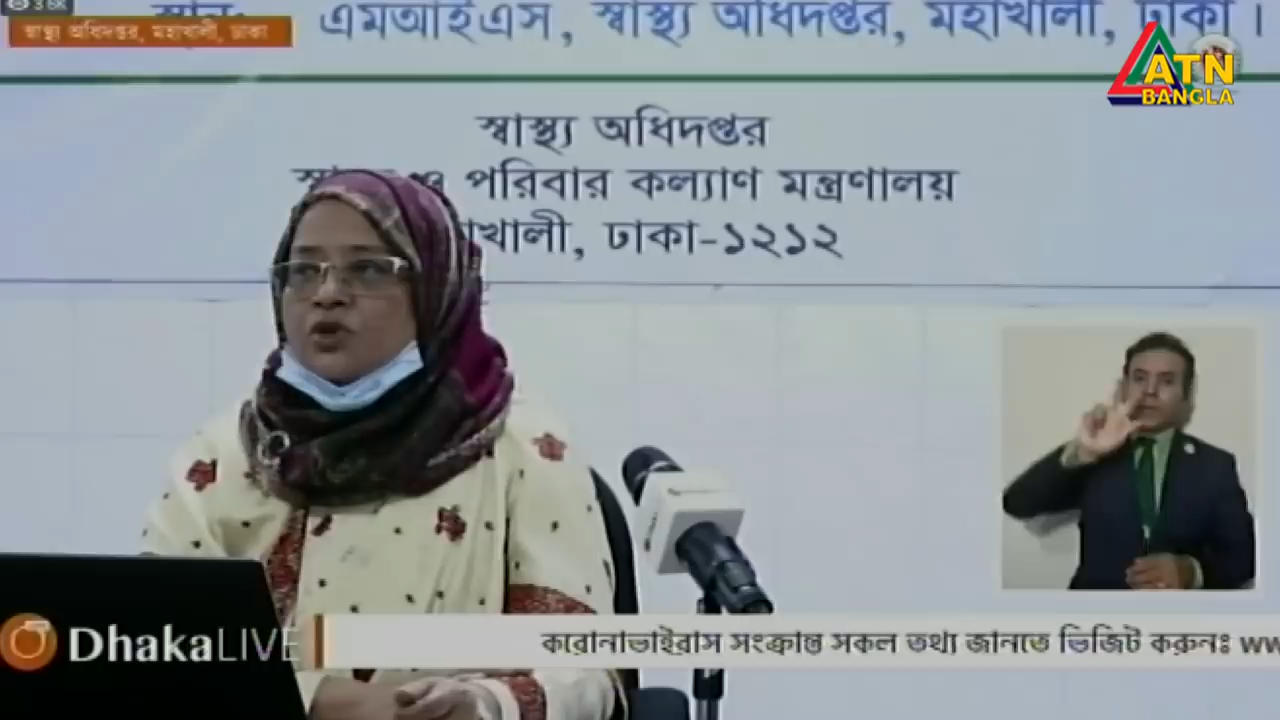 স্থান: এমআইএস, স্বাস্থ্য অধিদপ্তর, মহাখালী, ঢাকা।
স্বাস্থ্য অধিদপ্তর, মহাখালী, ঢাকা
ATN
BANGLA
স্বাস্থ্য অধিদপ্তর
ও পরিবার কল্যাণ মন্ত্রণালয়
ঢাকা-১২১২
DhakaLIVE
করোনাভাইরাস সংক্রান্ত সকল তথ্য জানতে ভিজিট করুনঃ